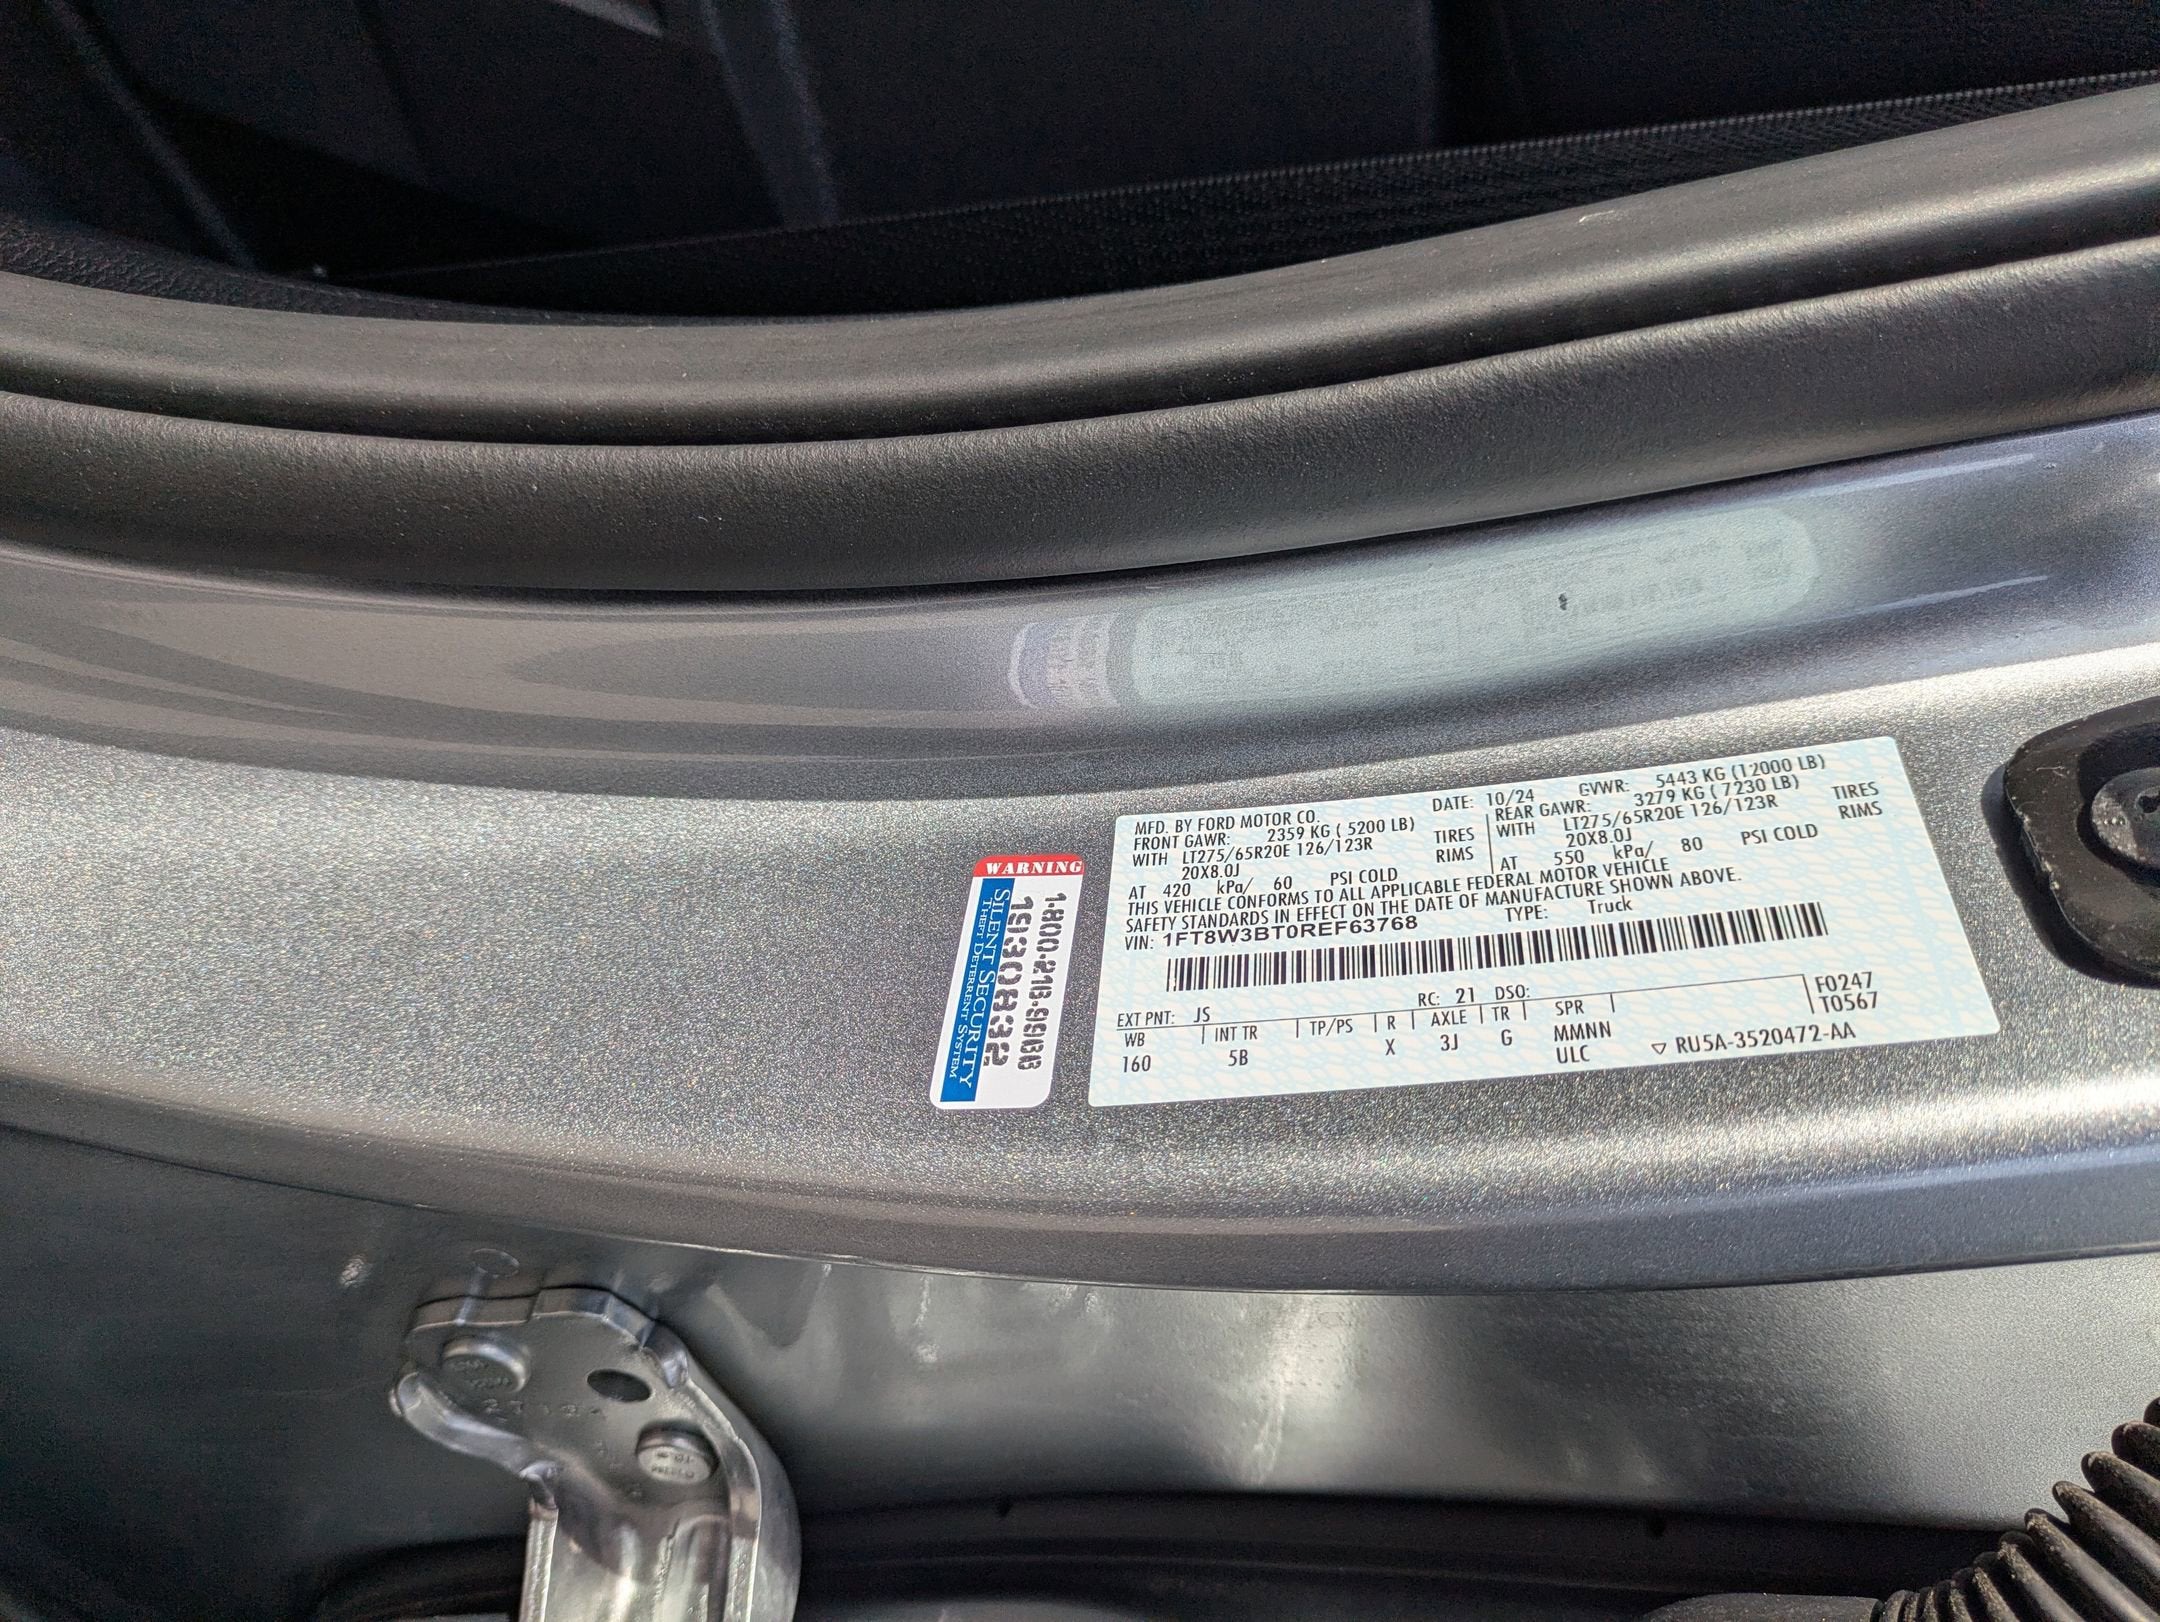 WARNING
1-800-216-9966
19308332
SILENT SECURITY
THEFT DETERRENT SYSTEM
MFD. BY FORD MOTOR CO.
DATE: 10/24
GVWR: 5443 KG (12000 LB)
FRONT GAWR: 2359 KG ( 5200 LB)
REAR GAWR: 3279 KG ( 7230 LB)
WITH LT275/65R20E 126/123R TIRES
WITH LT275/65R20E 126/123R TIRES
20X8.0J RIMS
20X8.0J RIMS
AT 420 kPa/ 60 PSI COLD
AT 550 kPa/ 80 PSI COLD
THIS VEHICLE CONFORMS TO ALL APPLICABLE FEDERAL MOTOR VEHICLE
SAFETY STANDARDS IN EFFECT ON THE DATE OF MANUFACTURE SHOWN ABOVE.
VIN: 1FT8W3BT0REF63768 TYPE: Truck
F0247
T0567
EXT PNT: JS RC: 21 DSO:
WB INT TR TP/PS R AXLE TR SPR
160 5B X 3J G MMNN
ULC ▽ RU5A-3520472-AA